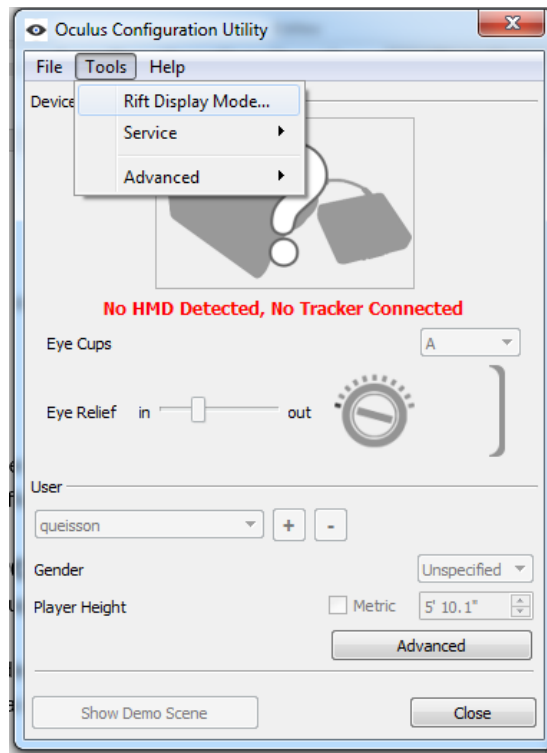 Oculus Configuration Utility
File Tools Help
Device
Rift Display Mode...
Service
Advanced
No HMD Detected, No Tracker Connected
Eye Cups A
Eye Relief in out
User
queisson + -
Gender Unspecified
Player Height Metric 5' 10.1"
Advanced
Show Demo Scene Close